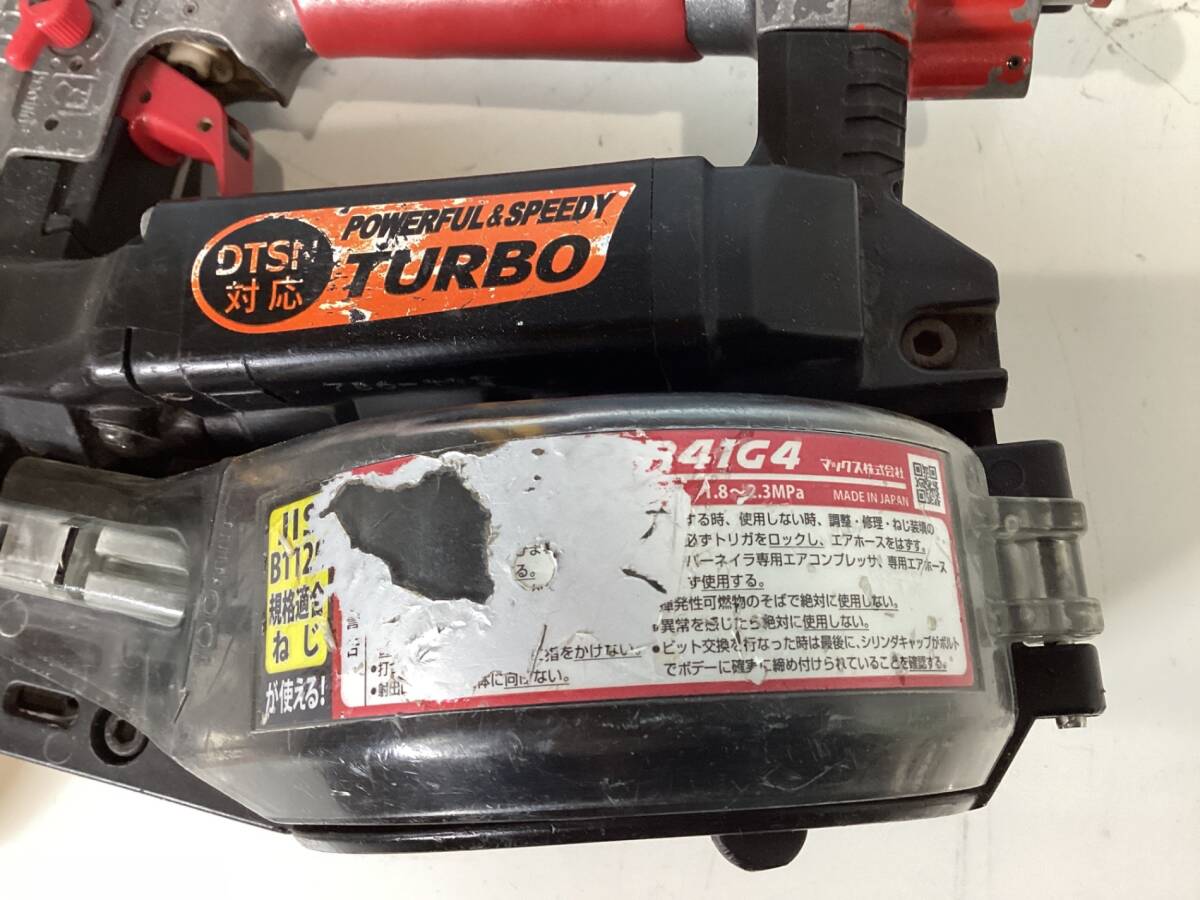 POWERFUL&SPEEDY
DTSN
対応
TURBO
R41G4
マックス株式会社
1.8～2.3MPa
MADE IN JAPAN
JIS
B112
規格適合
ねじ
が使える!
する時、使用しない時、調整・修理・ねじ装填の
必ずトリガをロックし、エアホースをはずす。
バーネイラ専用エアコンプレッサ、専用エアホース
ず使用する。
揮発性可燃物のそばで絶対に使用しない。
異常を感じたら絶対に使用しない。
•ビット交換を行なった時は最後に、シリンダキャップがボルト
でボデーに確実に締め付けられていることを確認する。
る。
に指をかけない。
•打
•射出口
体に向けない。